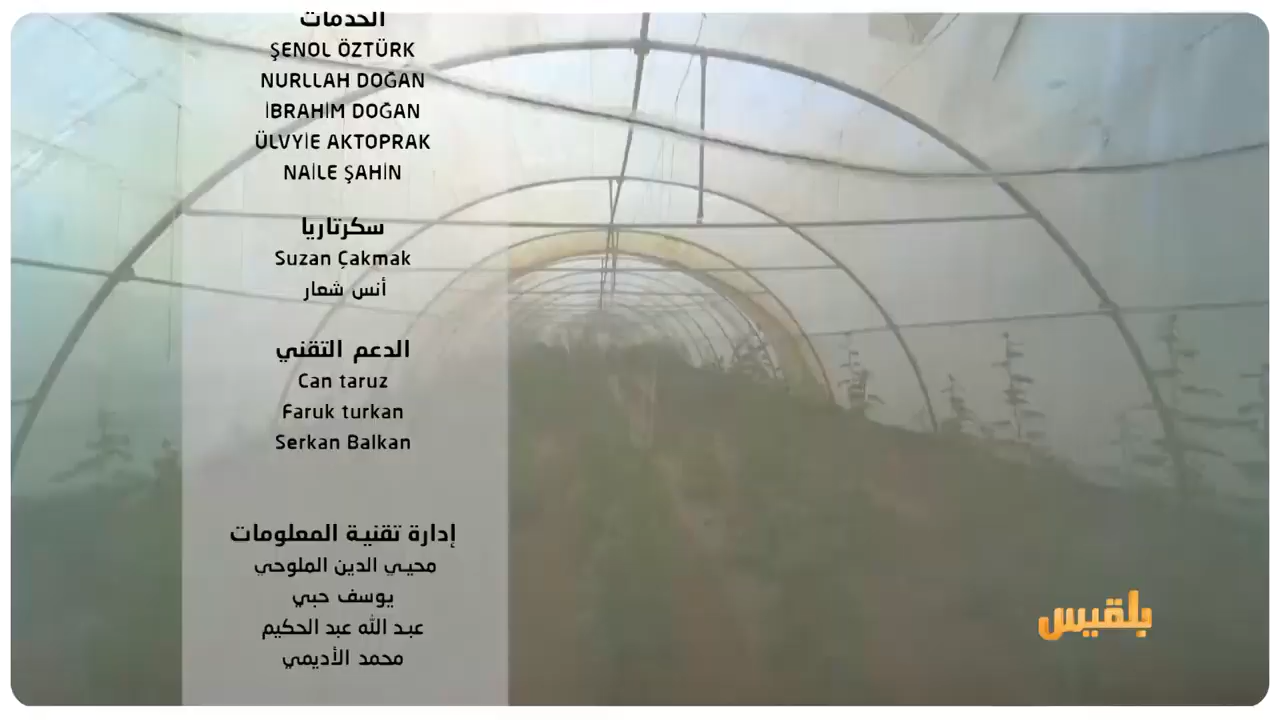 الخدمات
ŞENOL ÖZTÜRK
NURLLAH DOĞAN
İBRAHİM DOĞAN
ÜLVYİE AKTOPRAK
NAİLE ŞAHİN
سكرتاريا
Suzan Çakmak
أنس شعار
الدعم التقني
Can taruz
Faruk turkan
Serkan Balkan
إدارة تقنية المعلومات
محيي الدين الملوحي
يوسف حبي
عبد الله عبد الحكيم
محمد الأديمي
بلقيس